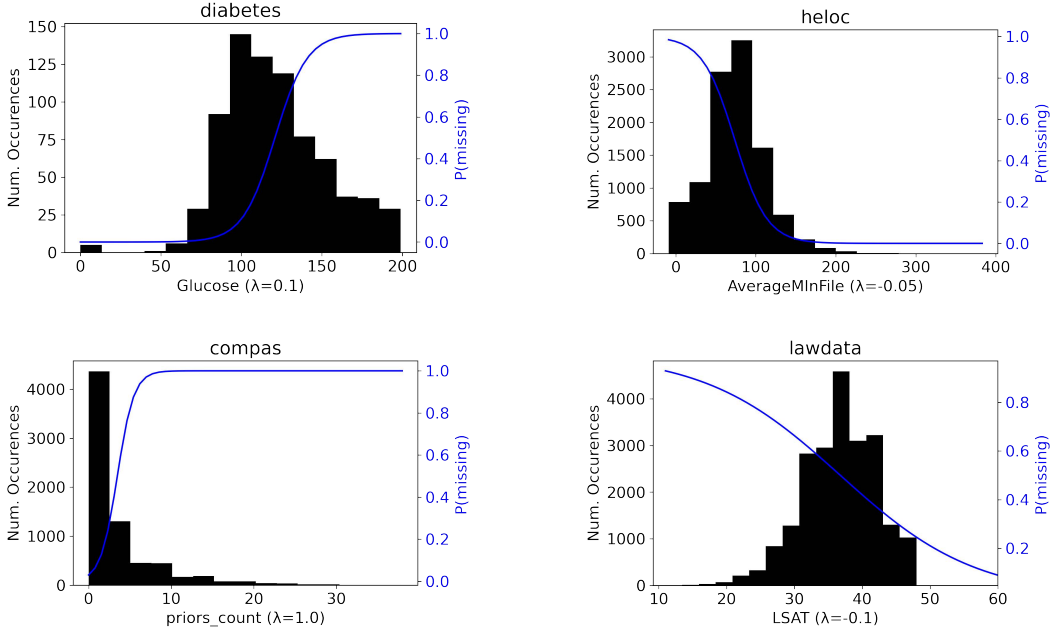 diabetes
Num. Occurences
150
125
100
75
50
25
0
0 50 100 150 200
Glucose (λ=0.1)
1.0
0.8
0.6
0.4
0.2
0.0
P(missing)
heloc
Num. Occurences
3000
2500
2000
1500
1000
500
0
0 100 200 300 400
AverageMInFile (λ=-0.05)
1.0
0.8
0.6
0.4
0.2
0.0
P(missing)
compas
Num. Occurences
4000
3000
2000
1000
0
0 10 20 30
priors_count (λ=1.0)
1.0
0.8
0.6
0.4
0.2
0.0
P(missing)
lawdata
Num. Occurences
4000
3000
2000
1000
0
10 20 30 40 50 60
LSAT (λ=-0.1)
0.8
0.6
0.4
0.2
P(missing)